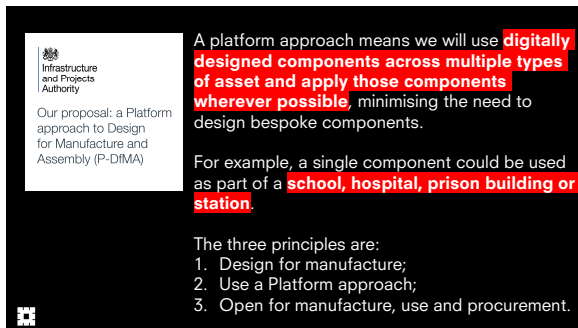 Infrastructure
and Projects
Authority
Our proposal: a Platform
approach to Design
for Manufacture and
Assembly (P-DfMA)
A platform approach means we will use digitally
designed components across multiple types
of asset and apply those components
wherever possible, minimising the need to
design bespoke components.
For example, a single component could be used
as part of a school, hospital, prison building or
station.
The three principles are:
1. Design for manufacture;
2. Use a Platform approach;
3. Open for manufacture, use and procurement.